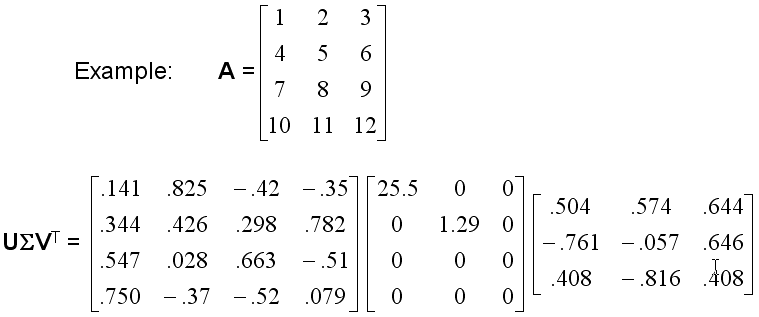 1 2 3
Example: A = 4 5 6
7 8 9
10 11 12
.141 .825 – .42 – .35 25.5 0 0 .504 .574 .644
.344 .426 .298 .782 0 1.29 0 – .761 – .057 .646
UΣVᵀ = .547 .028 .663 – .51 0 0 0 .408 – .816 .408
.750 – .37 – .52 .079 0 0 0